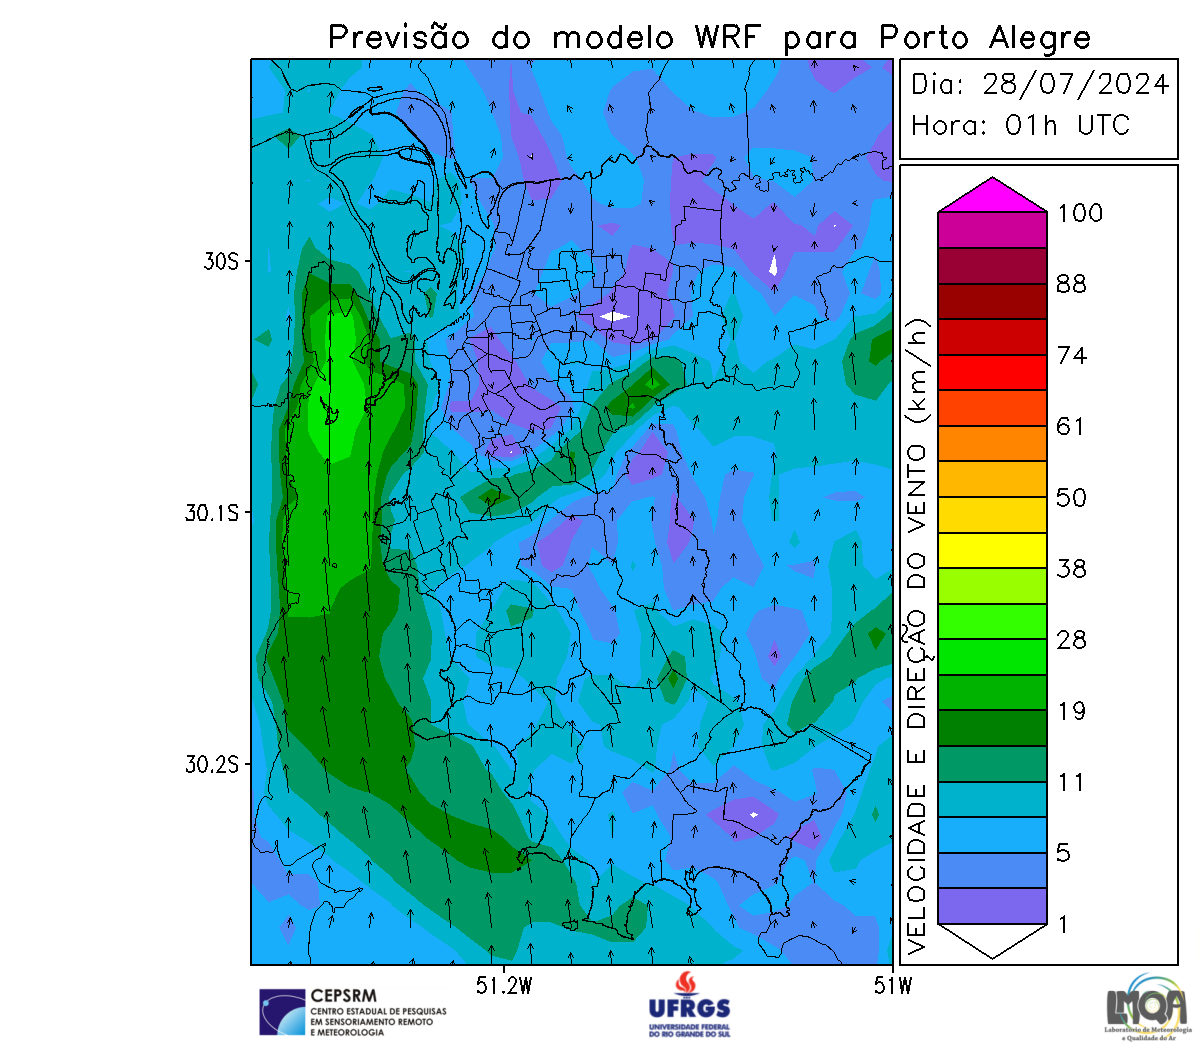 Previsão do modelo WRF para Porto Alegre
Dia: 28/07/2024
Hora: 01h UTC
30S
30.1S
30.2S
51.2W
51W
VELOCIDADE E DIREÇÃO DO VENTO (km/h)
100
88
74
61
50
38
28
19
11
5
1
CEPSRM
CENTRO ESTADUAL DE PESQUISAS
EM SENSORIAMENTO REMOTO
E METEOROLOGIA
UFRGS
UNIVERSIDADE FEDERAL
DO RIO GRANDE DO SUL
LMQA
Laboratório de Meteorologia
e Qualidade do Ar